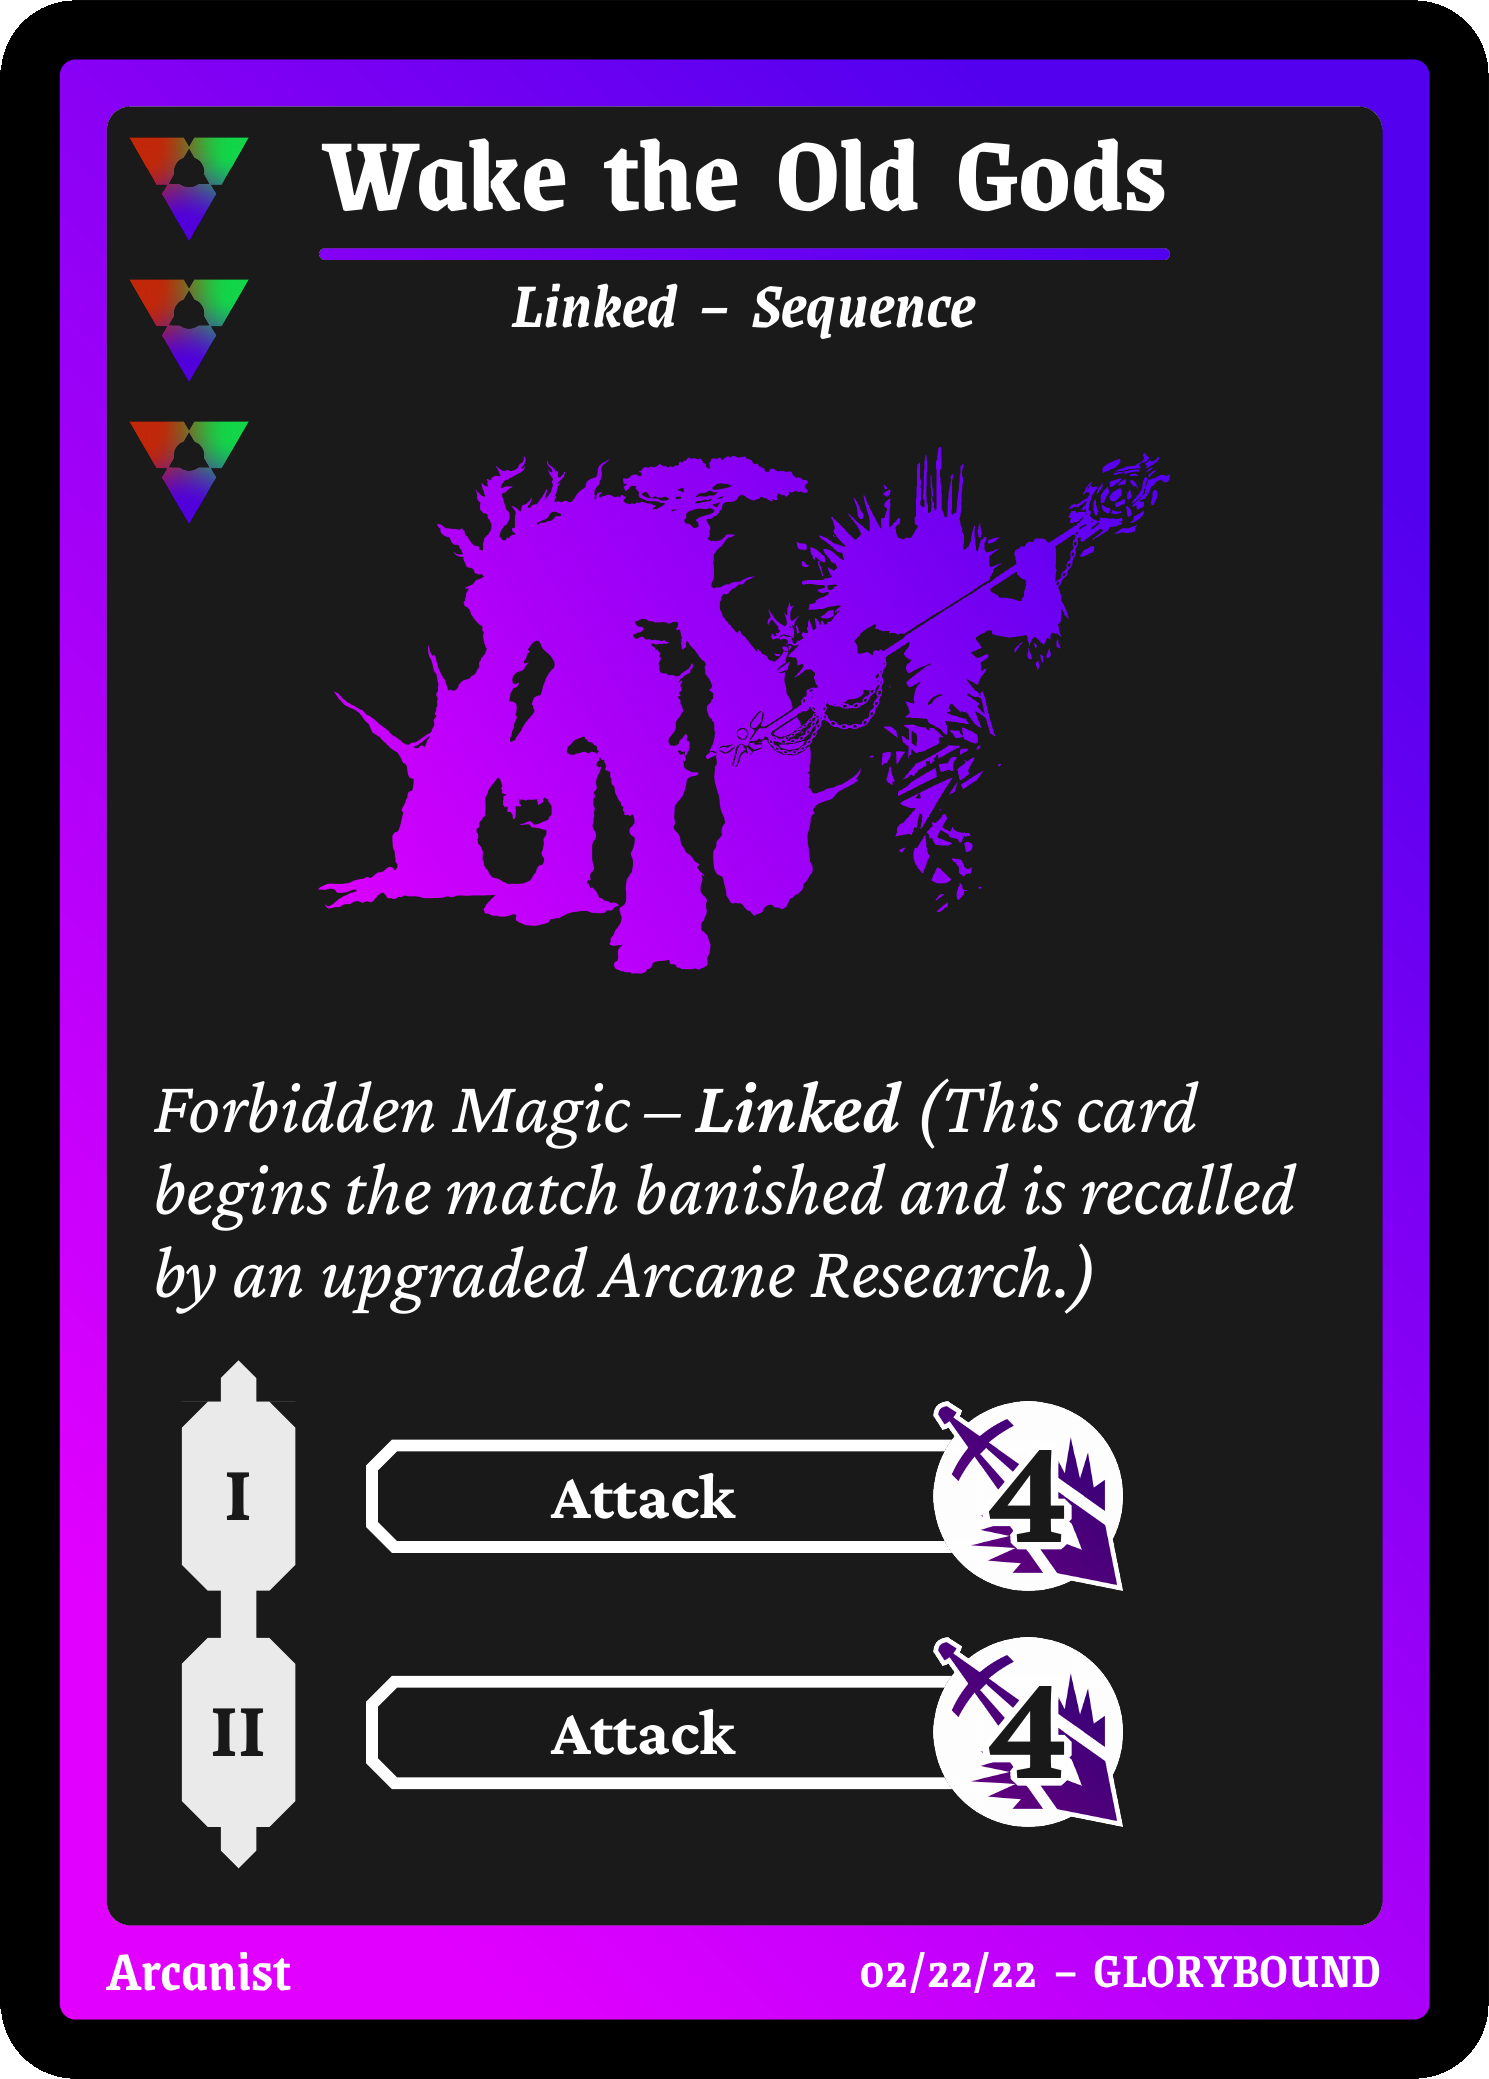 Wake the Old Gods
Linked – Sequence
Forbidden Magic – Linked (This card
begins the match banished and is recalled
by an upgraded Arcane Research.)
I
Attack
4
II
Attack
4
Arcanist
02/22/22 – GLORYBOUND